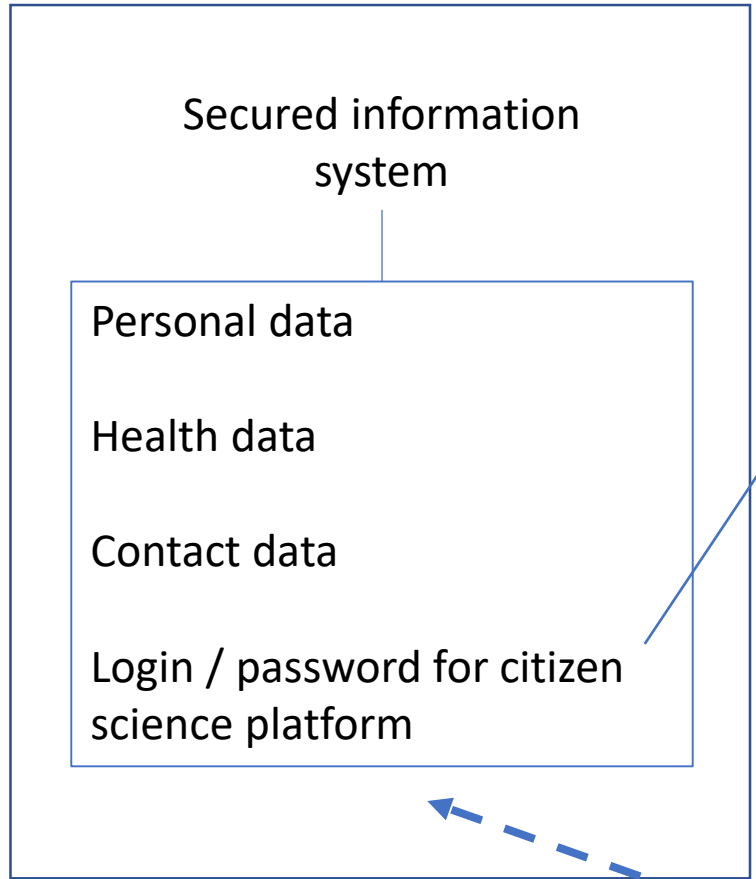 Secured information
system
Personal data
Health data
Contact data
Login / password for citizen
science platform